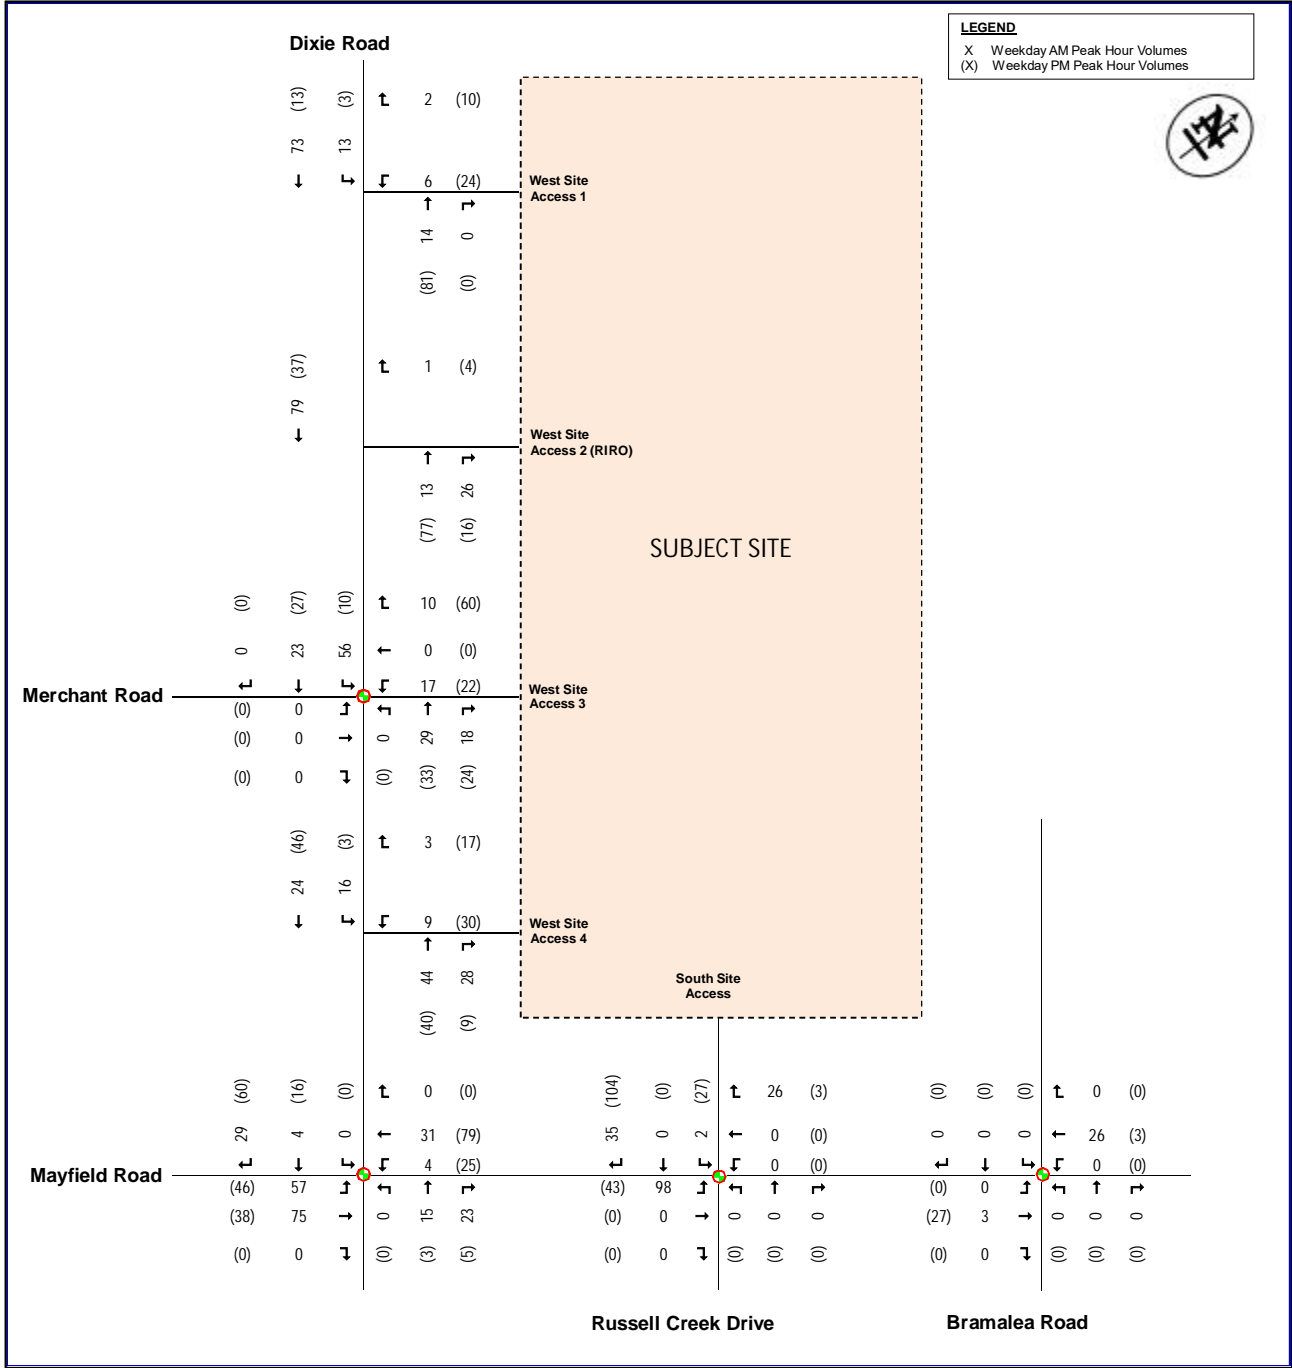 LEGEND
X Weekday AM Peak Hour Volumes
(X) Weekday PM Peak Hour Volumes
N
Dixie Road
(13) (3) 2 (10)
73 13
6 (24)
West Site
Access 1
14 0
(81) (0)
(37) 1 (4)
79
West Site
Access 2 (RIRO)
13 26
(77) (16)
SUBJECT SITE
(0) (27) (10) 10 (60)
0 23 56 0 (0)
17 (22)
Merchant Road
West Site
Access 3
(0) 0
(0) 0 0 29 18
(0) 0 (0) (33) (24)
(46) (3) 3 (17)
24 16
9 (30)
West Site
Access 4
44 28
(40) (9)
South Site
Access
(60) (16) (0) 0 (0) (104) (0) (27) 26 (3) (0) (0) (0) 0 (0)
29 4 0 31 (79) 35 0 2 0 (0) 0 0 0 26 (3)
4 (25) 0 (0) 0 (0)
Mayfield Road
(46) 57 (43) 98 (0) 0
(38) 75 0 15 23 (0) 0 0 0 0 (27) 3 0 0 0
(0) 0 (0) (3) (5) (0) 0 (0) (0) (0) (0) 0 (0) (0) (0)
Russell Creek Drive
Bramalea Road